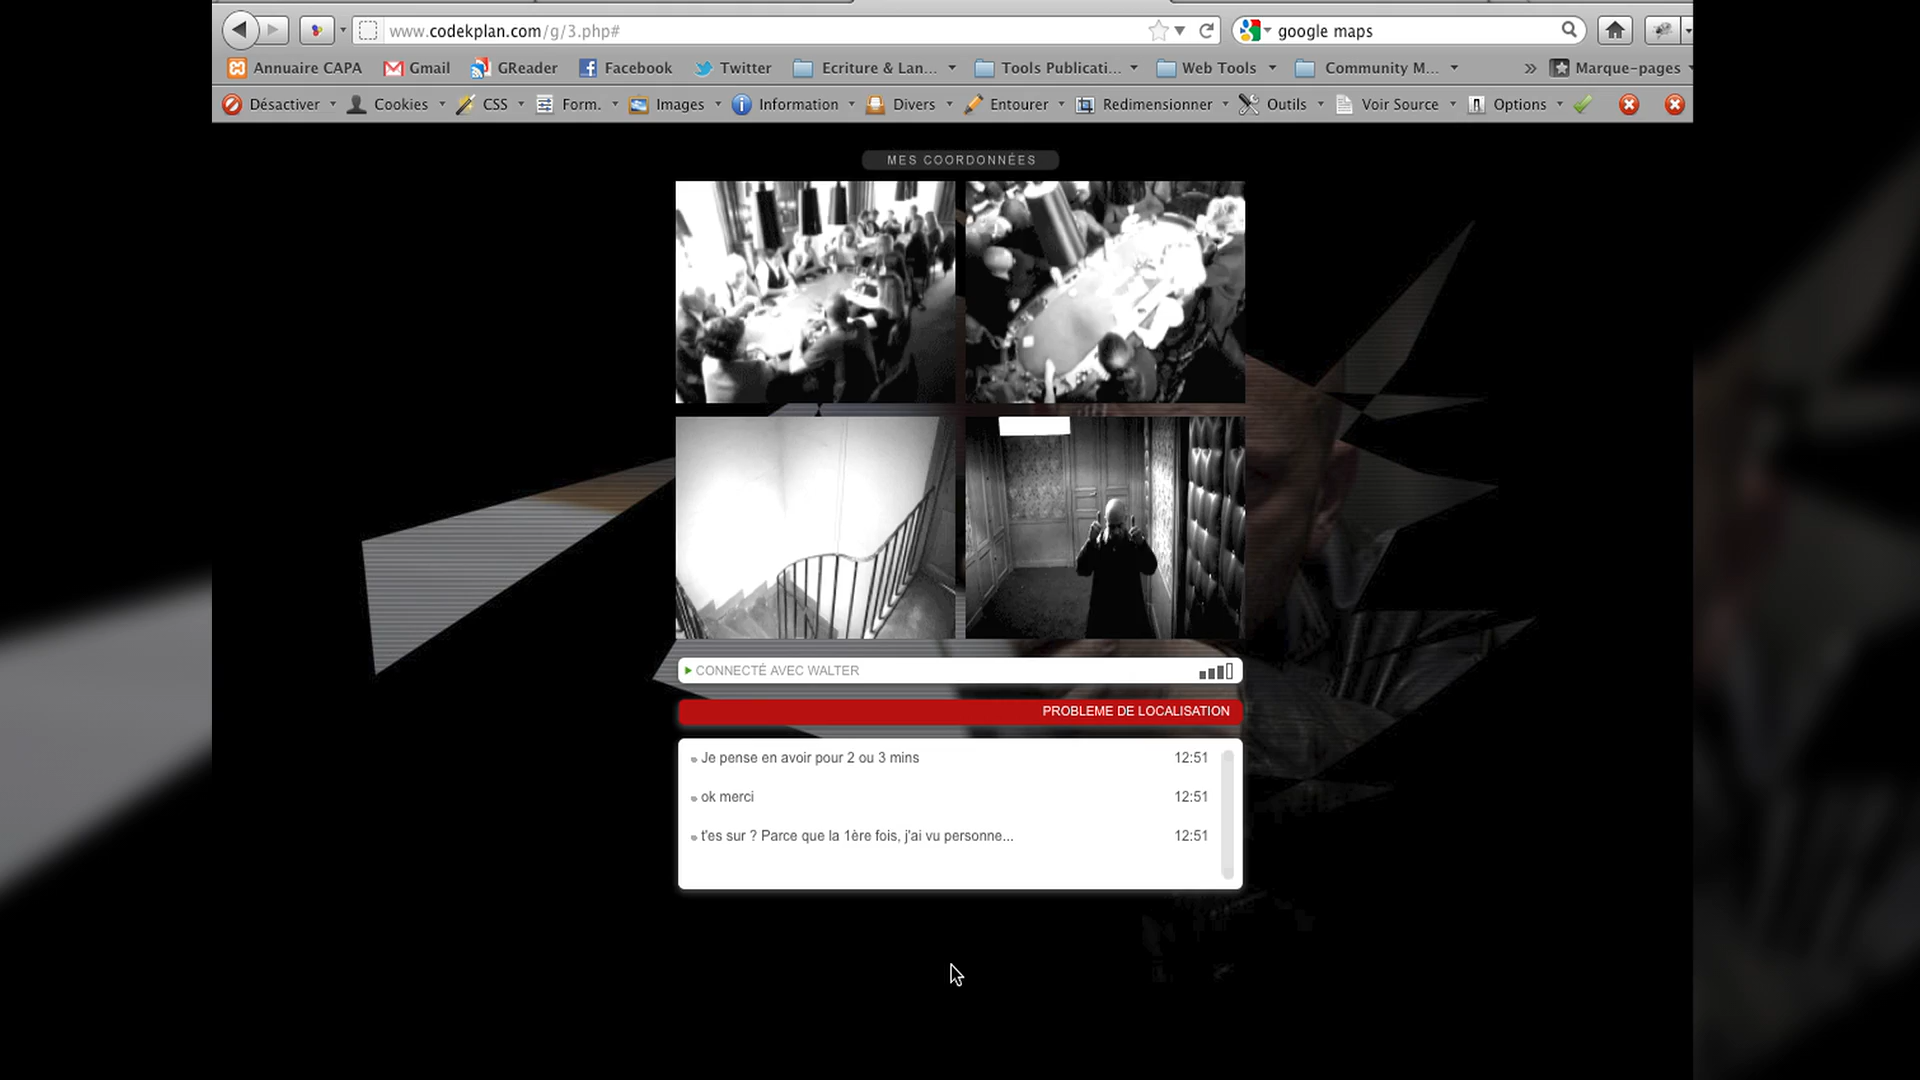 www.codekplan.com/g/3.php#
google maps
Annuaire CAPA
Gmail
GReader
Facebook
Twitter
Ecriture & Lan...
Tools Publicati...
Web Tools
Community M...
»
Marque-pages
Désactiver
Cookies
CSS
Form.
Images
Information
Divers
Entourer
Redimensionner
Outils
Voir Source
Options
MES COORDONNÉES
CONNECTÉ AVEC WALTER
PROBLEME DE LOCALISATION
Je pense en avoir pour 2 ou 3 mins 12:51
ok merci 12:51
t'es sur ? Parce que la 1ère fois, j'ai vu personne... 12:51